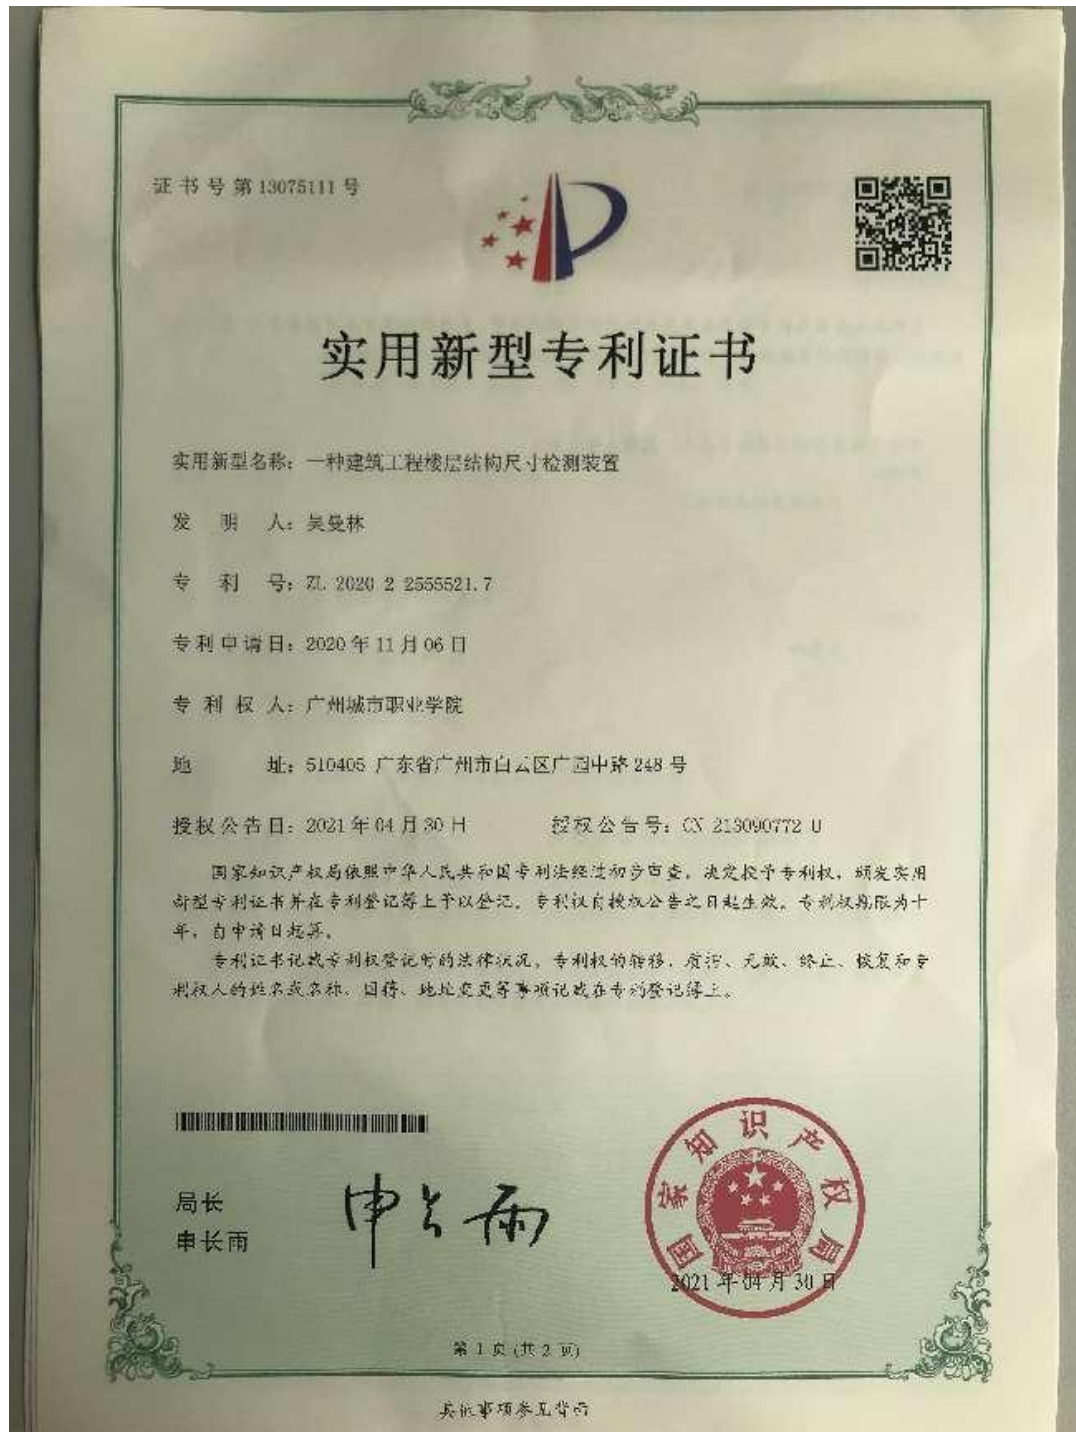 证书号第13075111号
实用新型专利证书
实用新型名称：一种建筑工程楼层结构尺寸检测装置
发明人：吴曼林
专利号：ZL 2020 2 2555521.7
专利申请日：2020年11月06日
专利权人：广州城市职业学院
地址：510405 广东省广州市白云区广园中路248号
授权公告日：2021年04月30日 授权公告号：CN 213090772 U
国家知识产权局依照中华人民共和国专利法经过初步审查，决定授予专利权，颁发实用
新型专利证书并在专利登记簿上予以登记。专利权自授权公告之日起生效。专利权期限为十
年，自申请日起算。
专利证书记载专利权登记时的法律状况。专利权的转移、质押、无效、终止、恢复和专
利权人的姓名或名称、国籍、地址变更等事项记载在专利登记簿上。
局长
申长雨
申长雨
国家知识产权局
2021年04月30日
第1页(共2页)
其他事项参见背面